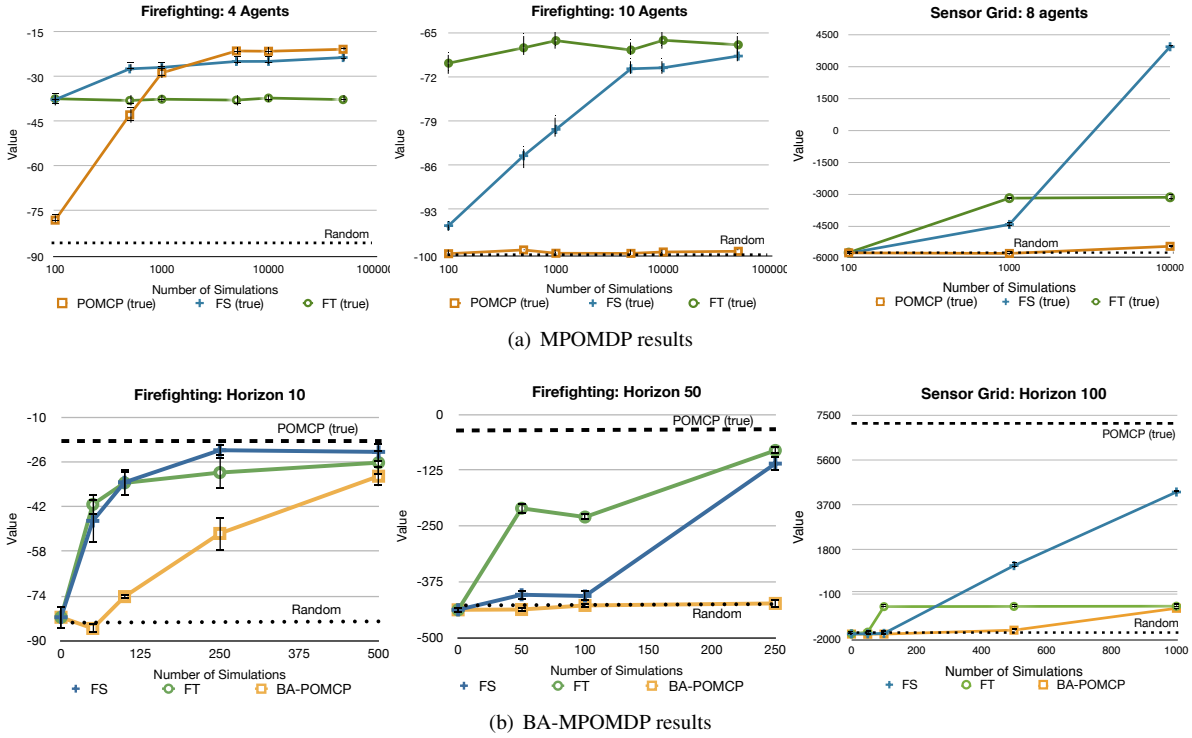 Firefighting: 4 Agents
Value
-15
-30
-45
-60
-75
-90
Random
100
1000
10000
100000
Number of Simulations
POMCP (true)
FS (true)
FT (true)
Firefighting: 10 Agents
Value
-65
-72
-79
-86
-93
-100
Random
100
1000
10000
100000
Number of Simulations
POMCP (true)
FS (true)
FT (true)
Sensor Grid: 8 agents
Value
4500
3000
1500
0
-1500
-3000
-4500
-6000
Random
100
1000
Number of Simulations
POMCP (true)
FS (true)
FT (true)
(a) MPOMDP results
Firefighting: Horizon 10
Value
-10
-26
-42
-58
-74
-90
POMCP (true)
Random
0
125
250
375
500
Number of Simulations
FS
FT
BA-POMCP
Firefighting: Horizon 50
Value
0
-125
-250
-375
-500
POMCP (true)
Random
0
50
100
150
200
250
Number of Simulations
FS
FT
BA-POMCP
Sensor Grid: Horizon 100
Value
7500
5600
3700
1800
-100
-2000
POMCP (true)
Random
0
200
400
600
800
1000
Number of Simulations
FS
FT
BA-POMCP
(b) BA-MPOMDP results